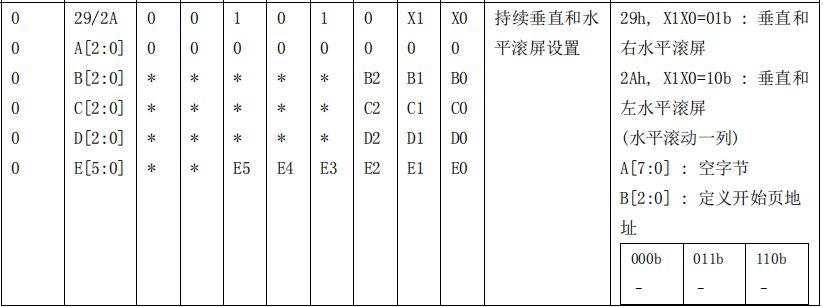 0 29/2A 0 0 1 0 1 0 X1 X0 持续垂直和水 29h, X1X0=01b : 垂直和
0 A[2:0] 0 0 0 0 0 0 0 0 平滚屏设置 右水平滚屏
0 B[2:0] * * * * * B2 B1 B0 2Ah, X1X0=10b : 垂直和
0 C[2:0] * * * * * C2 C1 C0 左水平滚屏
0 D[2:0] * * * * * D2 D1 D0 (水平滚动一列)
0 E[5:0] * * E5 E4 E3 E2 E1 E0 A[7:0] : 空字节
B[2:0] : 定义开始页地
址
000b 011b 110b
- - -